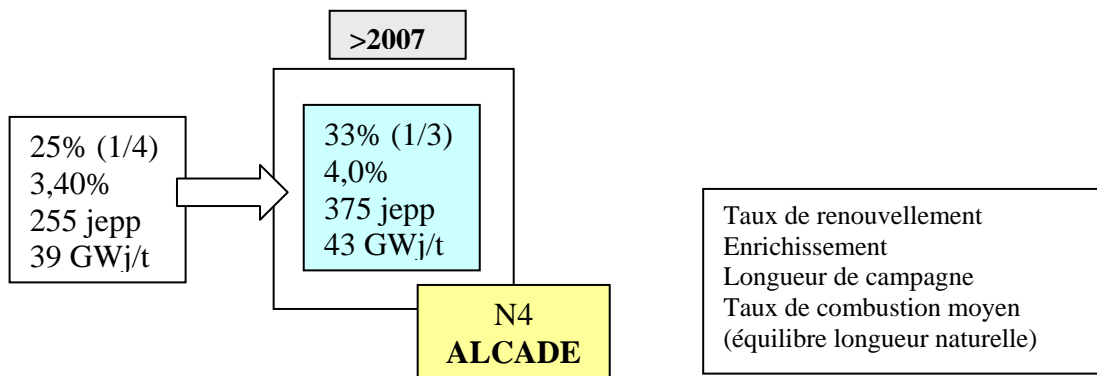 >2007
25% (1/4)
3,40%
255 jepp
39 GWj/t
33% (1/3)
4,0%
375 jepp
43 GWj/t
N4
ALCADE
Taux de renouvellement
Enrichissement
Longueur de campagne
Taux de combustion moyen
(équilibre longueur naturelle)